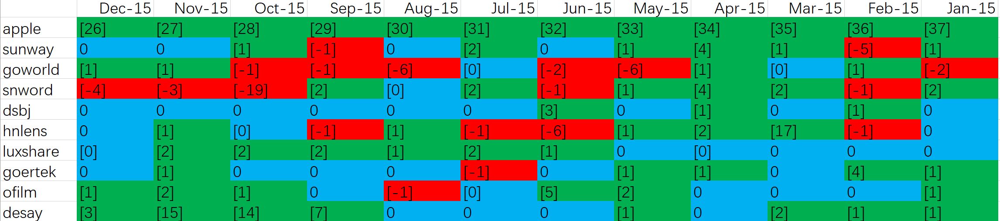 Dec-15 Nov-15 Oct-15 Sep-15 Aug-15 Jul-15 Jun-15 May-15 Apr-15 Mar-15 Feb-15 Jan-15
apple [26] [27] [28] [29] [30] [31] [32] [33] [34] [35] [36] [37]
sunway 0 0 [1] [-1] 0 [2] 0 [1] [4] [1] [-5] [1]
goworld [1] [1] [-1] [-1] [-6] [0] [-2] [-6] [1] [0] [1] [-2]
snword [-4] [-3] [-19] [2] [0] [2] [-1] [1] [4] [2] [-1] [2]
dsbj 0 0 0 0 0 0 [3] 0 [1] 0 [1] 0
hnlens 0 [1] [0] [-1] [1] [-1] [-6] [1] [2] [17] [-1] 0
luxshare [0] [2] [2] [2] [1] [2] [1] 0 [0] 0 0 0
goertek 0 [1] 0 0 0 [-1] 0 [1] [1] 0 [4] [1]
ofilm [1] [2] [1] 0 [-1] [0] [5] [2] 0 0 0 [1]
desay [3] [15] [14] [7] 0 0 0 [1] 0 [2] [1] [1]